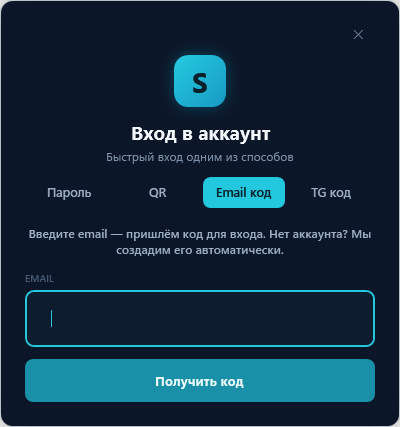 S
Вход в аккаунт
Быстрый вход одним из способов
Пароль QR Email код TG код
Введите email — пришлём код для входа. Нет аккаунта? Мы
создадим его автоматически.
EMAIL
Получить код